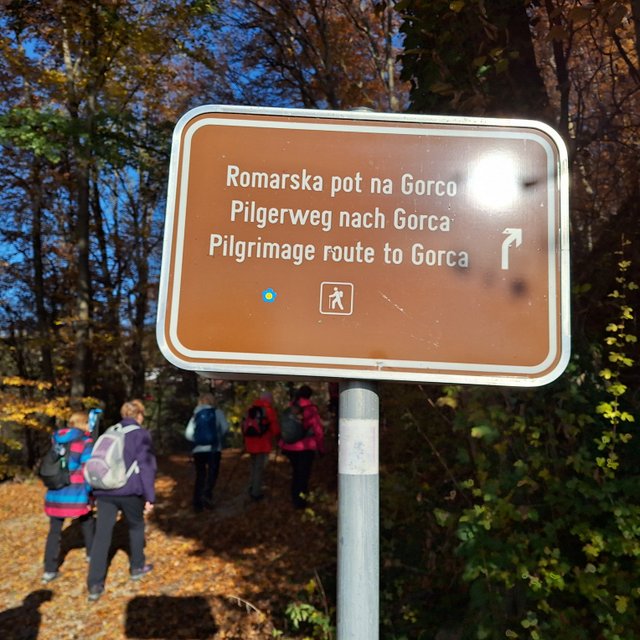 Romarska pot na Gorco
Pilgerweg nach Gorca
Pilgrimage route to Gorca